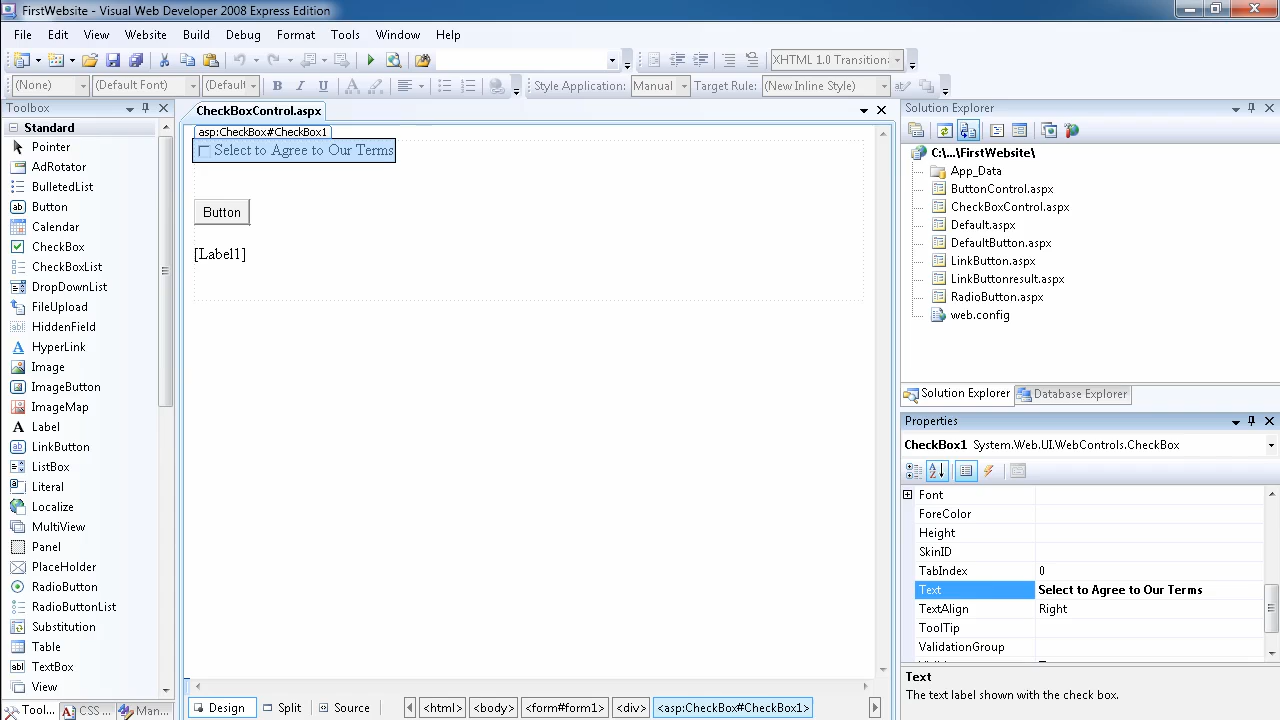 FirstWebsite - Visual Web Developer 2008 Express Edition
File Edit View Website Build Debug Format Tools Window Help
XHTML 1.0 Transition:
(None) (Default Font) (Default B I U Style Application: Manual Target Rule: (New Inline Style)
Toolbox
Standard
Pointer
AdRotator
BulletedList
Button
Calendar
CheckBox
CheckBoxList
DropDownList
FileUpload
HiddenField
HyperLink
Image
ImageButton
ImageMap
Label
LinkButton
ListBox
Literal
Localize
MultiView
Panel
PlaceHolder
RadioButton
RadioButtonList
Substitution
Table
TextBox
View
Tool... CSS ... Man...
CheckBoxControl.aspx
asp:CheckBox#CheckBox1
Select to Agree to Our Terms
Button
[Label1]
Design Split Source <html> <body> <form#form1> <div> <asp:CheckBox#CheckBox1>
Solution Explorer
C:\...\FirstWebsite\
App_Data
ButtonControl.aspx
CheckBoxControl.aspx
Default.aspx
DefaultButton.aspx
LinkButton.aspx
LinkButtonresult.aspx
RadioButton.aspx
web.config
Solution Explorer Database Explorer
Properties
CheckBox1 System.Web.UI.WebControls.CheckBox
Font
ForeColor
Height
SkinID
TabIndex 0
Text Select to Agree to Our Terms
TextAlign Right
ToolTip
ValidationGroup
Text
The text label shown with the check box.